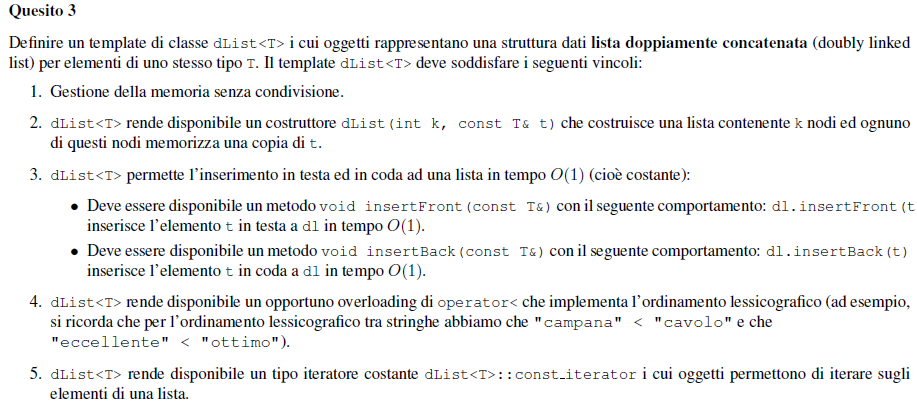 Quesito 3
Definire un template di classe dList<T> i cui oggetti rappresentano una struttura dati lista doppiamente concatenata (doubly linked
list) per elementi di uno stesso tipo T. Il template dList<T> deve soddisfare i seguenti vincoli:
1. Gestione della memoria senza condivisione.
2. dList<T> rende disponibile un costruttore dList(int k, const T& t) che costruisce una lista contenente k nodi ed ognuno
di questi nodi memorizza una copia di t.
3. dList<T> permette l'inserimento in testa ed in coda ad una lista in tempo O(1) (cioè costante):
• Deve essere disponibile un metodo void insertFront(const T&) con il seguente comportamento: dl.insertFront(t
inserisce l'elemento t in testa a dl in tempo O(1).
• Deve essere disponibile un metodo void insertBack(const T&) con il seguente comportamento: dl.insertBack(t)
inserisce l'elemento t in coda a dl in tempo O(1).
4. dList<T> rende disponibile un opportuno overloading di operator< che implementa l'ordinamento lessicografico (ad esempio,
si ricorda che per l'ordinamento lessicografico tra stringhe abbiamo che "campana" < "cavolo" e che
"eccellente" < "ottimo").
5. dList<T> rende disponibile un tipo iteratore costante dList<T>::const_iterator i cui oggetti permettono di iterare sugli
elementi di una lista.